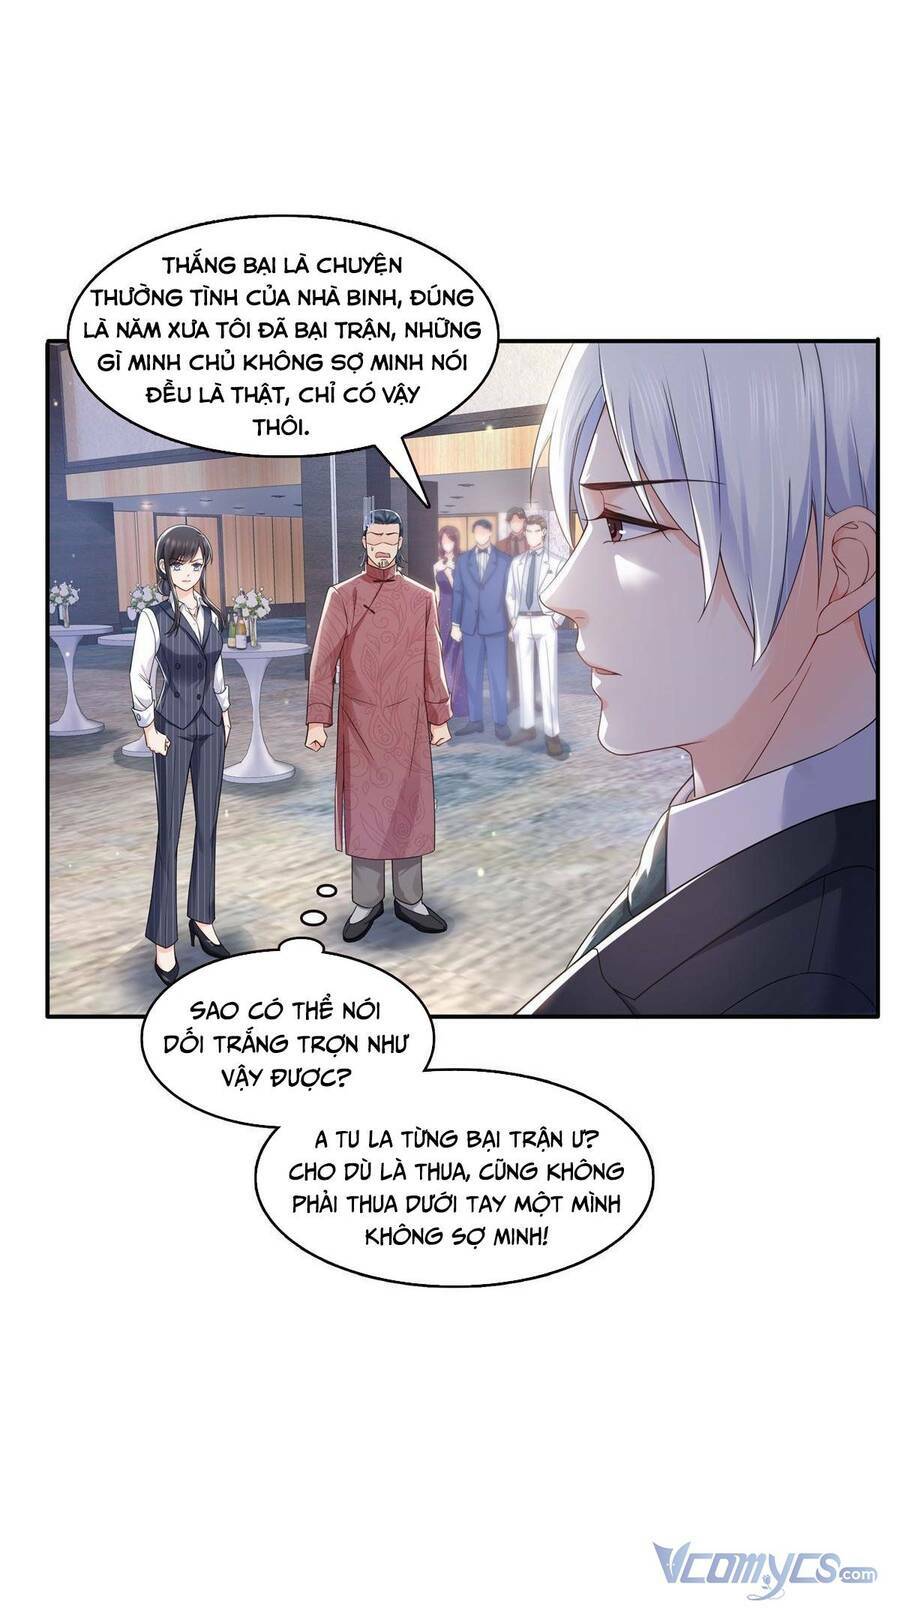 THẮNG BẠI LÀ CHUYỆN
THƯỜNG TÌNH CỦA NHÀ BINH, ĐÚNG
LÀ NĂM XƯA TÔI ĐÃ BẠI TRẬN, NHỮNG
GÌ MINH CHỦ KHÔNG SỢ MINH NÓI
ĐỀU LÀ THẬT, CHỈ CÓ VẬY
THÔI.
SAO CÓ THỂ NÓI
DỐI TRẮNG TRỢN NHƯ
VẬY ĐƯỢC?
A TU LA TỪNG BẠI TRẬN Ư?
CHO DÙ LÀ THUA, CŨNG KHÔNG
PHẢI THUA DƯỚI TAY MỘT MÌNH
KHÔNG SỢ MINH!
VCOMYCS.com